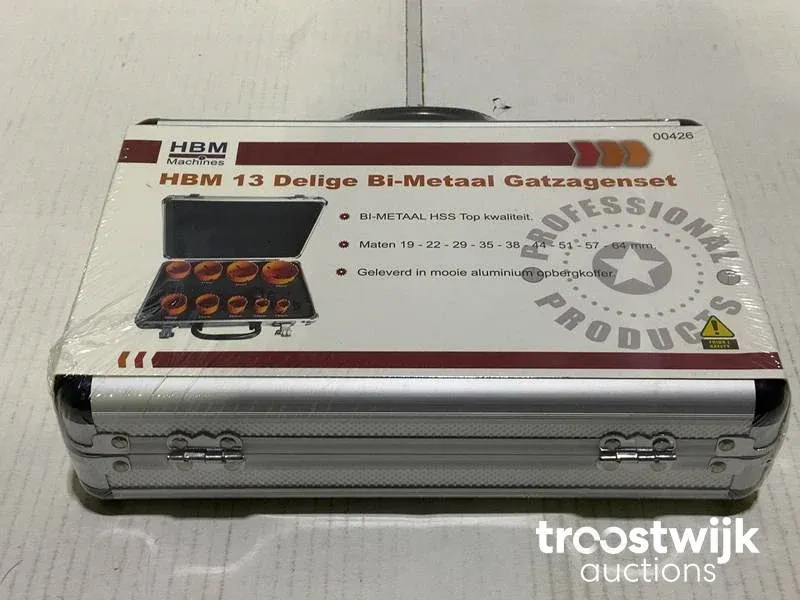 00426
HBM
Machines
HBM 13 Delige Bi-Metaal Gatzagenset
BI-METAAL HSS Top kwaliteit.
Maten 19 - 22 - 29 - 35 - 38 - 44 - 51 - 57 - 64 mm.
Geleverd in mooie aluminium opbergkoffer.
PROFESSIONAL
PRODUCTS
troostwijk
auctions